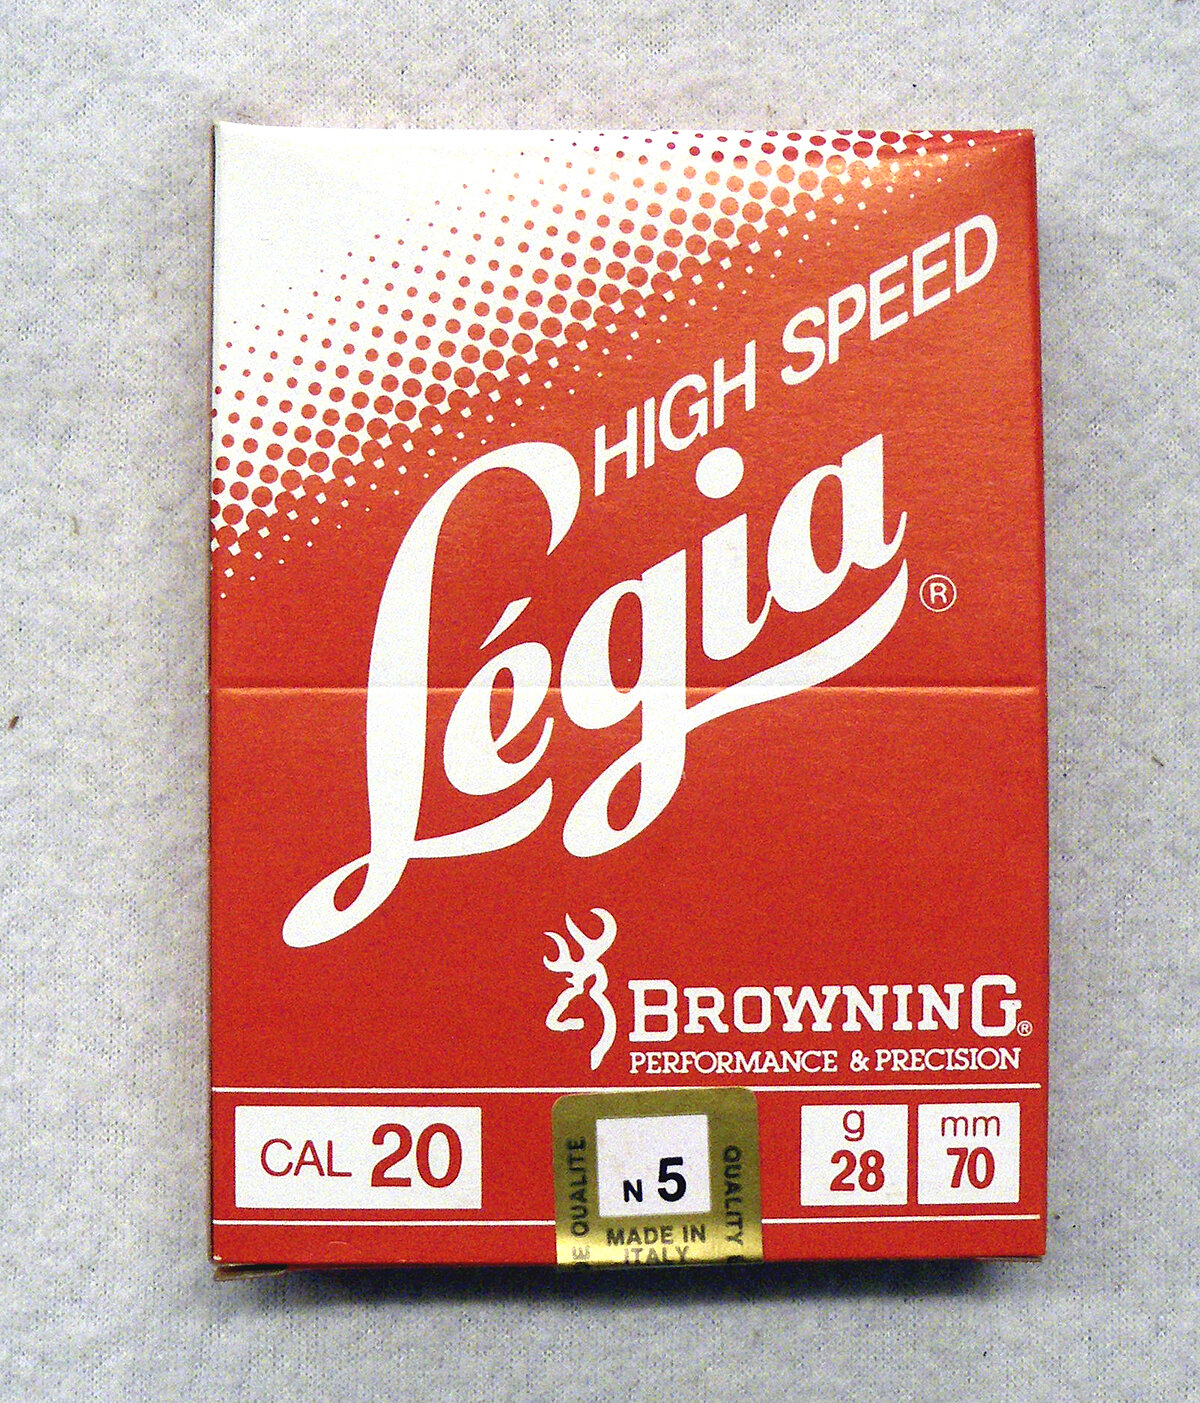 HIGH SPEED
Légia ®
BROWNING®
PERFORMANCE & PRECISION
CAL 20
QUALITE
N 5
QUALITY
MADE IN
ITALY
g
28
mm
70